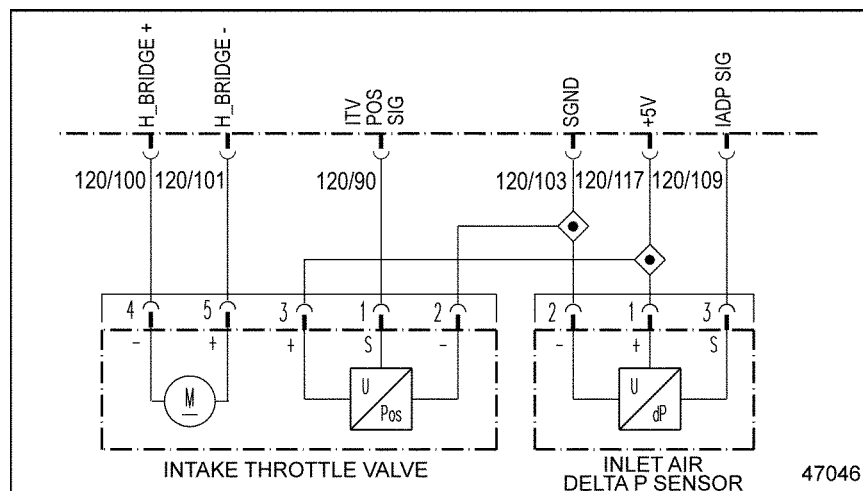 H_BRIDGE +
H_BRIDGE -
ITV
POS
SIG
SGND
+5V
IADP SIG
120/100 120/101 120/90 120/103 120/117 120/109
4 5 3 1 2 2 1 3
- + + S - - + S
M U Pos U dP
INTAKE THROTTLE VALVE
INLET AIR
DELTA P SENSOR
47046